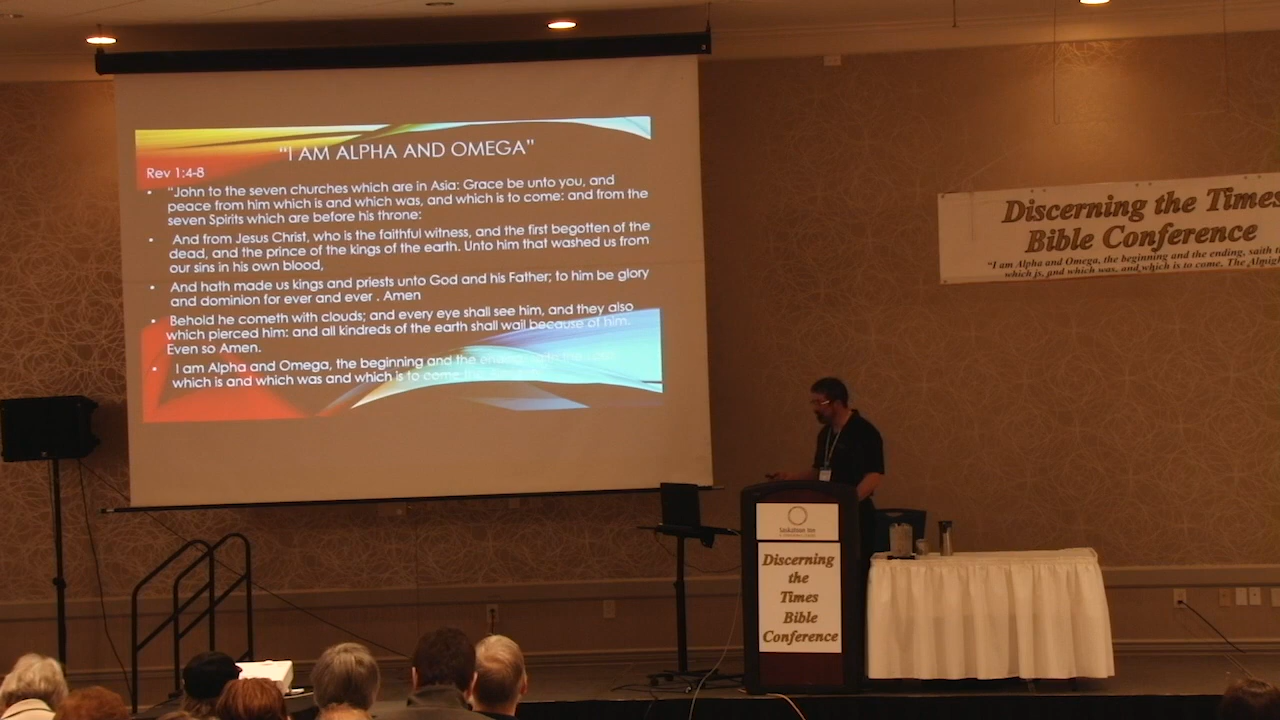 “I AM ALPHA AND OMEGA”
Rev 1:4-8
• “John to the seven churches which are in Asia: Grace be unto you, and
peace from him which is and which was, and which is to come: and from the
seven Spirits which are before his throne:
• And from Jesus Christ, who is the faithful witness, and the first begotten of the
dead, and the prince of the kings of the earth. Unto him that washed us from
our sins in his own blood,
• And hath made us kings and priests unto God and his Father; to him be glory
and dominion for ever and ever . Amen
• Behold he cometh with clouds; and every eye shall see him, and they also
which pierced him: and all kindreds of the earth shall wail because of him.
Even so Amen.
• I am Alpha and Omega, the beginning and the ending
which is and which was and which is to come
Discerning the Times
Bible Conference
“I am Alpha and Omega, the beginning and the ending, saith
which is, and which was, and which is to come, The
Saskatoon Inn
Discerning
the
Times
Bible
Conference